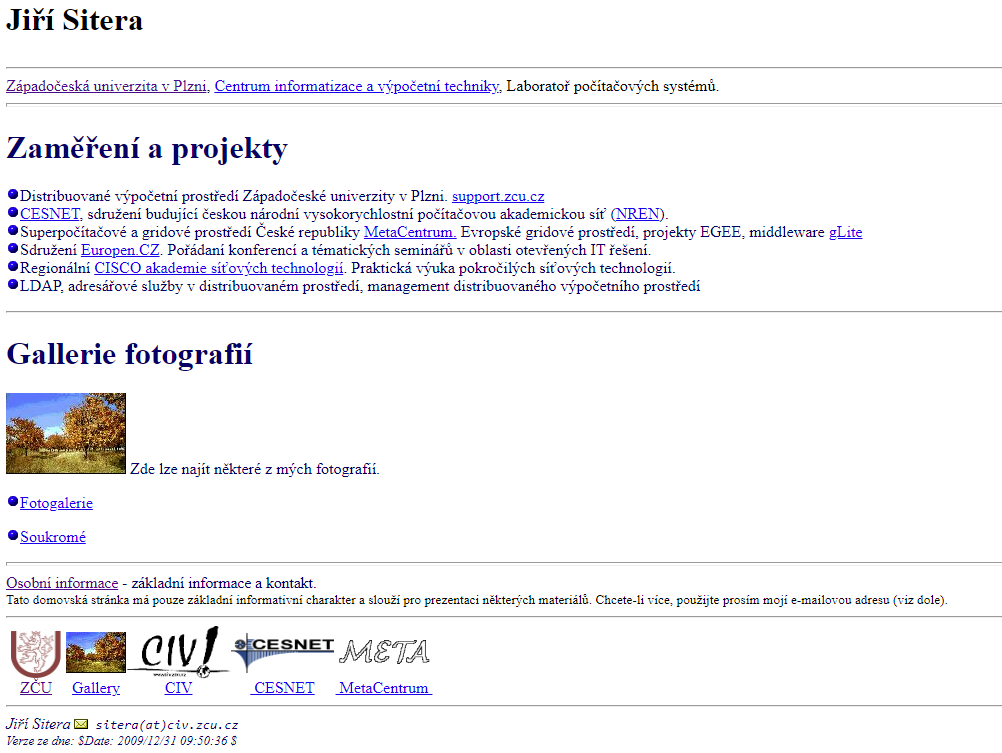 Jiří Sitera
Západočeská univerzita v Plzni, Centrum informatizace a výpočetní techniky, Laboratoř počítačových systémů.
Zaměření a projekty
Distribuované výpočetní prostředí Západočeské univerzity v Plzni. support.zcu.cz
CESNET, sdružení budující českou národní vysokorychlostní počítačovou akademickou síť (NREN).
Superpočítačové a gridové prostředí České republiky MetaCentrum. Evropské gridové prostředí, projekty EGEE, middleware gLite
Sdružení Europen.CZ. Pořádaní konferencí a tématických seminářů v oblasti otevřených IT řešení.
Regionální CISCO akademie síťových technologií. Praktická výuka pokročilých síťových technologií.
LDAP, adresářové služby v distribuovaném prostředí, management distribuovaného výpočetního prostředí
Gallerie fotografií
Zde lze najít některé z mých fotografií.
Fotogalerie
Soukromé
Osobní informace - základní informace a kontakt.
Tato domovská stránka má pouze základní informativní charakter a slouží pro prezentaci některých materiálů. Chcete-li více, použijte prosím mojí e-mailovou adresu (viz dole).
CIV! CESNET META
www.civ.zcu.cz
ZČU Gallery CIV CESNET MetaCentrum
Jiří Sitera sitera(at)civ.zcu.cz
Verze ze dne: $Date: 2009/12/31 09:50:36 $